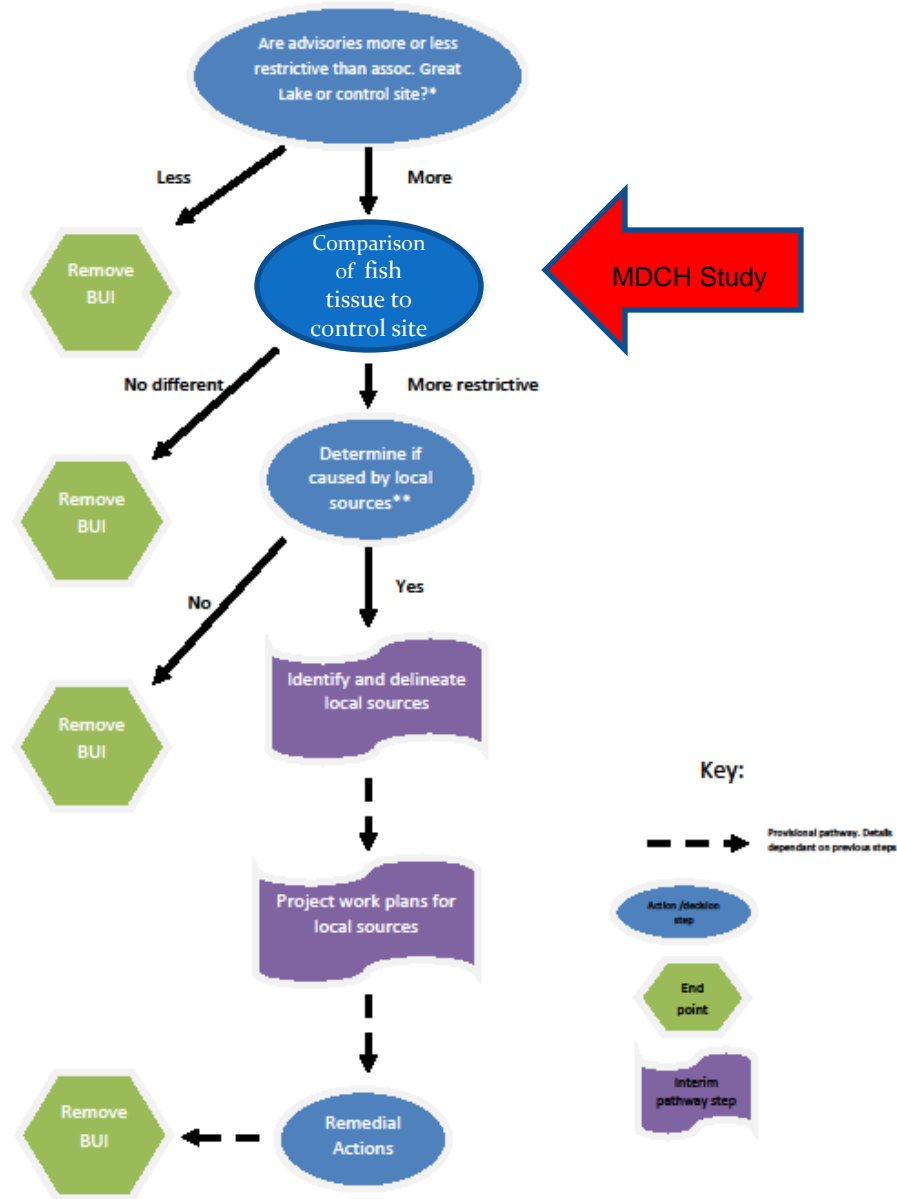 Are advisories more or less
restrictive than assoc. Great
Lake or control site?*
Less
More
Remove
BUI
Comparison
of fish
tissue to
control site
MDCH Study
No different
More restrictive
Remove
BUI
Determine if
caused by local
sources**
No
Yes
Remove
BUI
Identify and delineate
local sources
Project work plans for
local sources
Remove
BUI
Remedial
Actions
Key:
Provisional pathway. Details
dependant on previous steps
Action /decision
step
End
point
Interim
pathway step